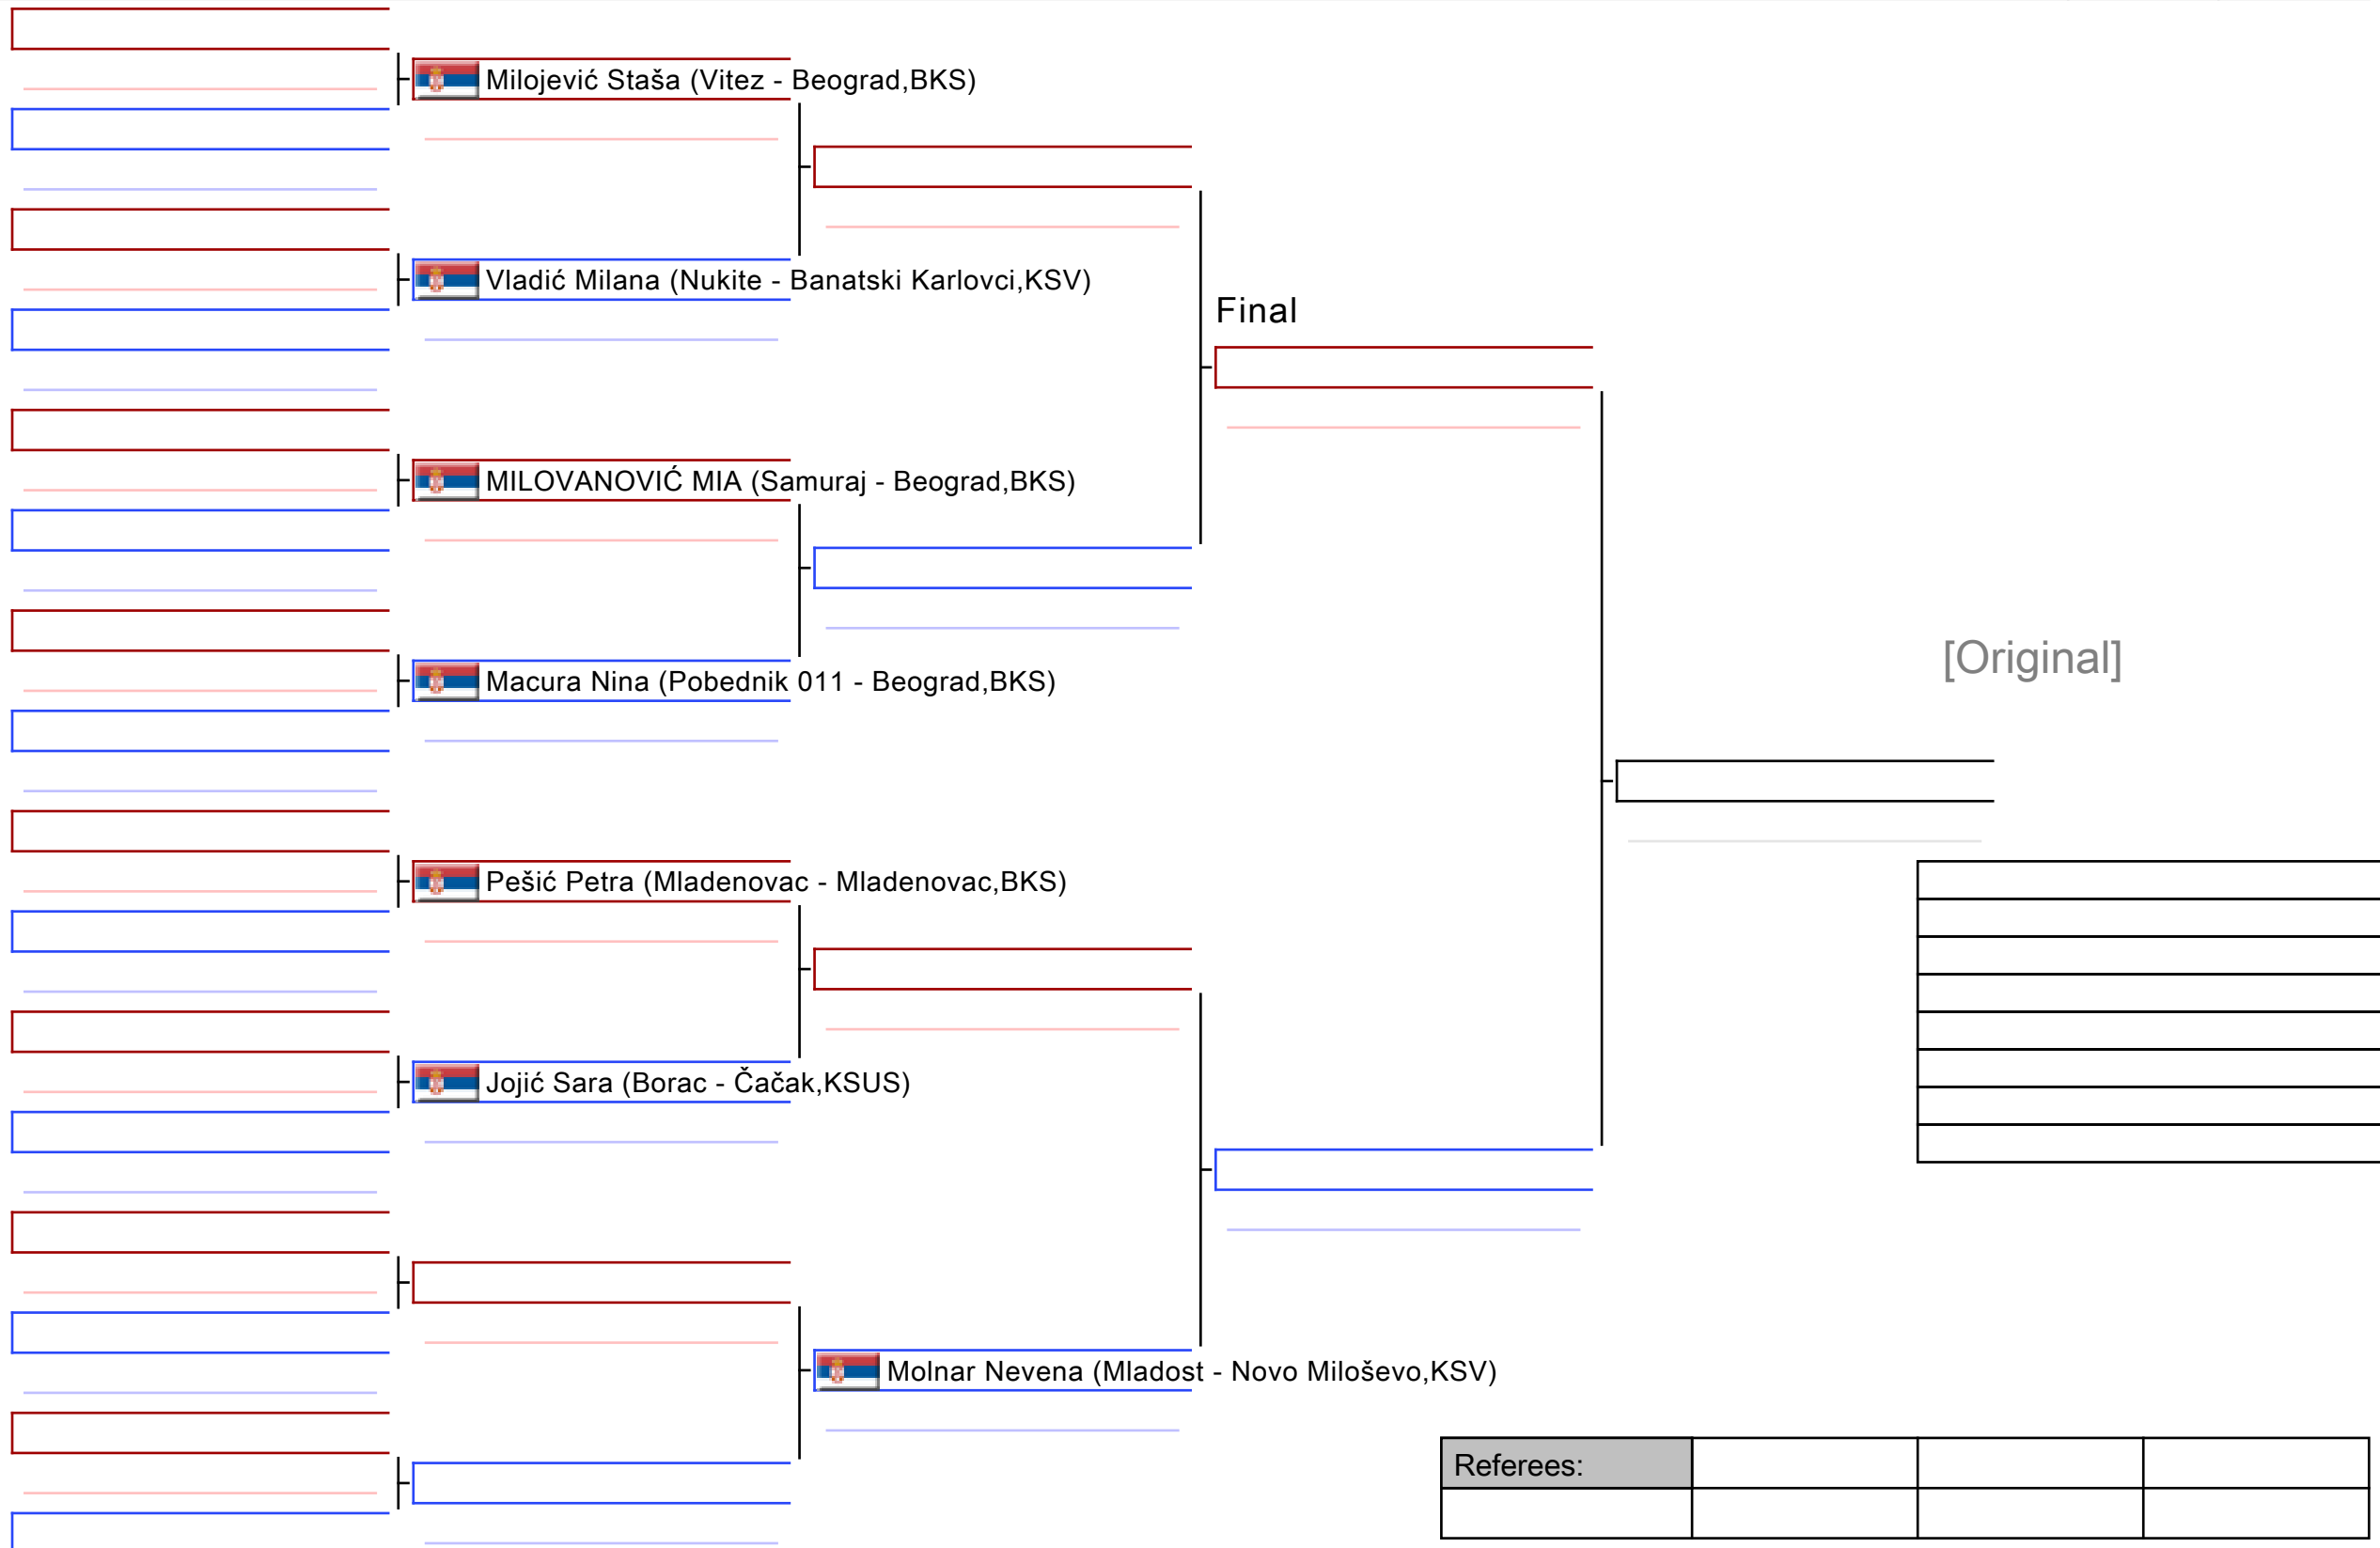 Milojević Staša (Vitez - Beograd,BKS)
Vladić Milana (Nukite - Banatski Karlovci,KSV)
Final
MILOVANOVIĆ MIA (Samuraj - Beograd,BKS)
[Original]
Macura Nina (Pobednik 011 - Beograd,BKS)
Pešić Petra (Mladenovac - Mladenovac,BKS)
Jojić Sara (Borac - Čačak,KSUS)
Molnar Nevena (Mladost - Novo Miloševo,KSV)
Referees: